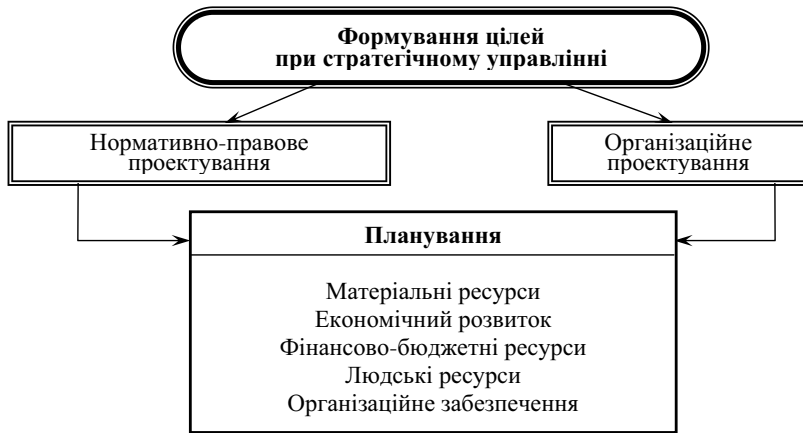 Формування цілей
при стратегічному управлінні
Нормативно-правове
проектування
Організаційне
проектування
Планування
Матеріальні ресурси
Економічний розвиток
Фінансово-бюджетні ресурси
Людські ресурси
Організаційне забезпечення